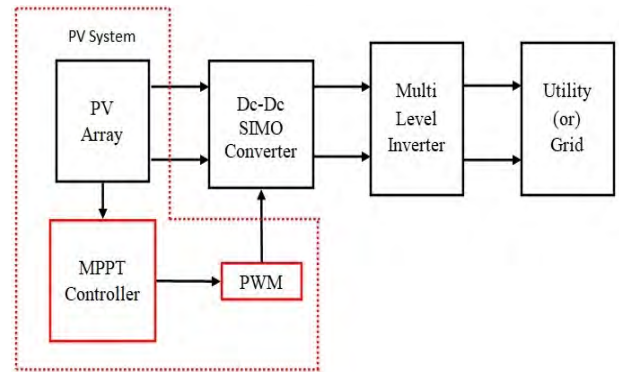 PV System
PV
Array
Dc-Dc
SIMO
Converter
Multi
Level
Inverter
Utility
(or)
Grid
MPPT
Controller
PWM